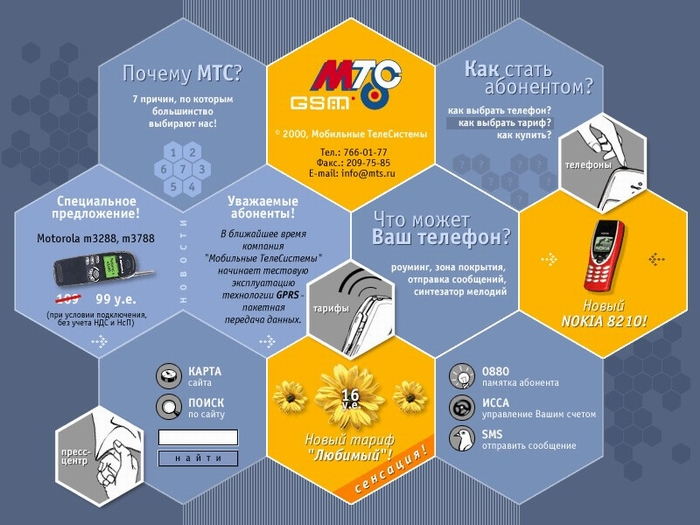 Почему МТС?
7 причин, по которым
большинство
выбирают нас!
1 2
6 7 3
5 4
МТС
GSM
© 2000, Мобильные ТелеСистемы
Тел.: 766-01-77
Факс.: 209-75-85
E-mail: info@mts.ru
Как стать
абонентом?
как выбрать телефон?
как выбрать тариф?
как купить?
телефоны
Специальное
предложение!
Motorola m3288, m3788
109 99 у.е.
(при условии подключения,
без учета НДС и НсП)
НОВОСТИ
Уважаемые
абоненты!
В ближайшее время
компания
"Мобильные ТелеСистемы"
начинает тестовую
эксплуатацию
технологии GPRS -
пакетная
передача данных.
тарифы
Что может
Ваш телефон?
роуминг, зона покрытия,
отправка сообщений,
синтезатор мелодий
Новый
NOKIA 8210!
КАРТА
сайта
ПОИСК
по сайту
найти
пресс-
центр
16
у.е.
Новый тариф
"Любимый"!
сенсация!
0880
памятка абонента
ИССА
управление Вашим счетом
SMS
отправить сообщение